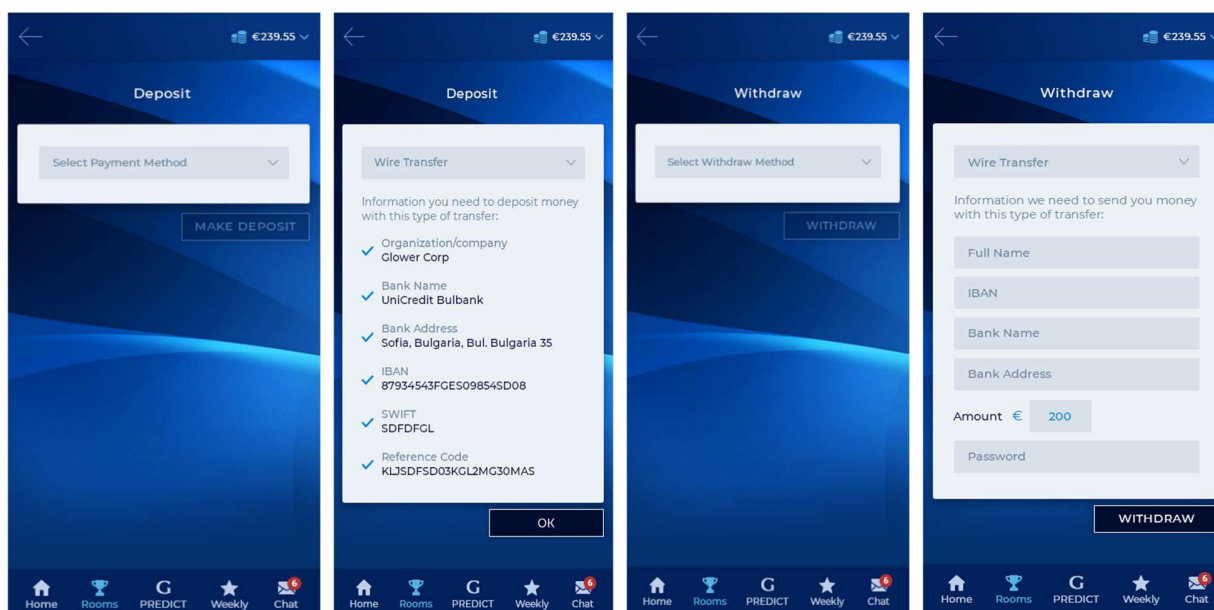 €239.55
Deposit
Select Payment Method
MAKE DEPOSIT
Home Rooms PREDICT Weekly Chat
6
€239.55
Deposit
Wire Transfer
Information you need to deposit money
with this type of transfer:
Organization/company
Glower Corp
Bank Name
UniCredit Bulbank
Bank Address
Sofia, Bulgaria, Bul. Bulgaria 35
IBAN
87934543FGES09854SD08
SWIFT
SDFDFGL
Reference Code
KLJSDFSD03KGL2MG30MAS
OK
Home Rooms PREDICT Weekly Chat
6
€239.55
Withdraw
Select Withdraw Method
WITHDRAW
Home Rooms PREDICT Weekly Chat
6
€239.55
Withdraw
Wire Transfer
Information we need to send you money
with this type of transfer:
Full Name
IBAN
Bank Name
Bank Address
Amount € 200
Password
WITHDRAW
Home Rooms PREDICT Weekly Chat
6